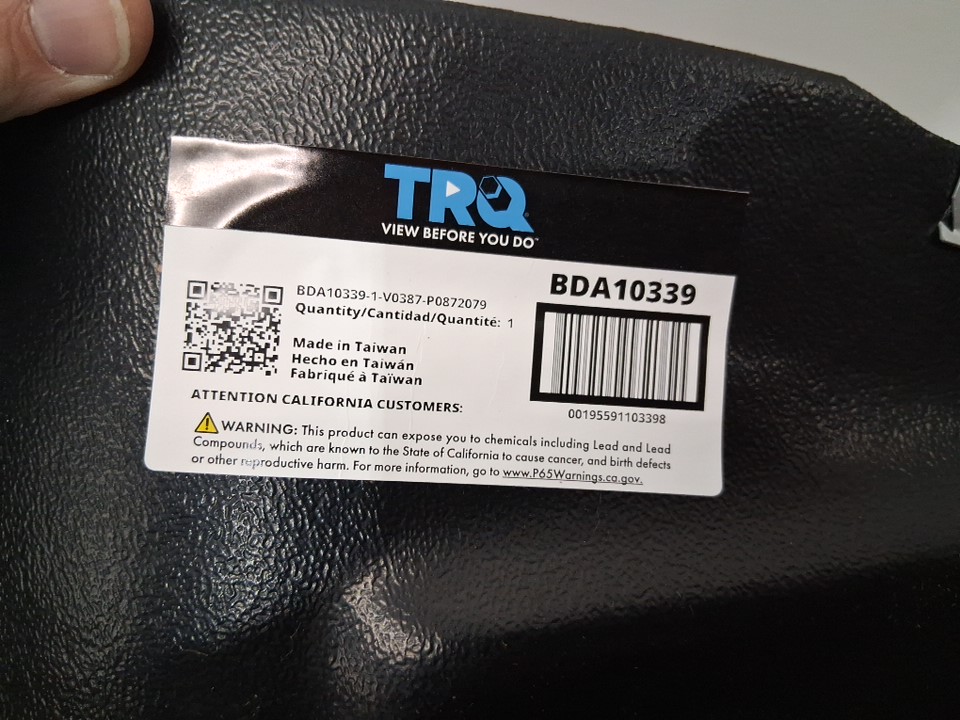 TRQ
VIEW BEFORE YOU DO™
BDA10339
BDA10339-1-V0387-P0872079
Quantity/Cantidad/Quantité: 1
Made in Taiwan
Hecho en Taiwán
Fabriqué à Taïwan
00195591103398
ATTENTION CALIFORNIA CUSTOMERS:
WARNING: This product can expose you to chemicals including Lead and Lead
Compounds, which are known to the State of California to cause cancer, and birth defects
or other reproductive harm. For more information, go to www.P65Warnings.ca.gov.